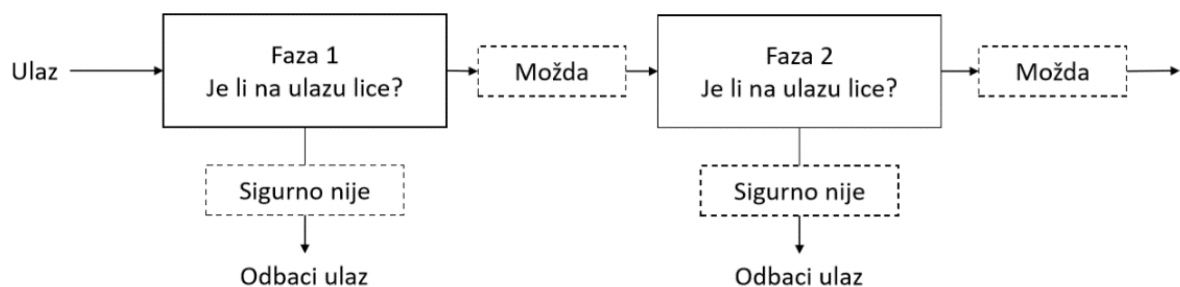 Ulaz
Faza 1
Je li na ulazu lice?
Možda
Faza 2
Je li na ulazu lice?
Možda
Sigurno nije
Sigurno nije
Odbaci ulaz
Odbaci ulaz